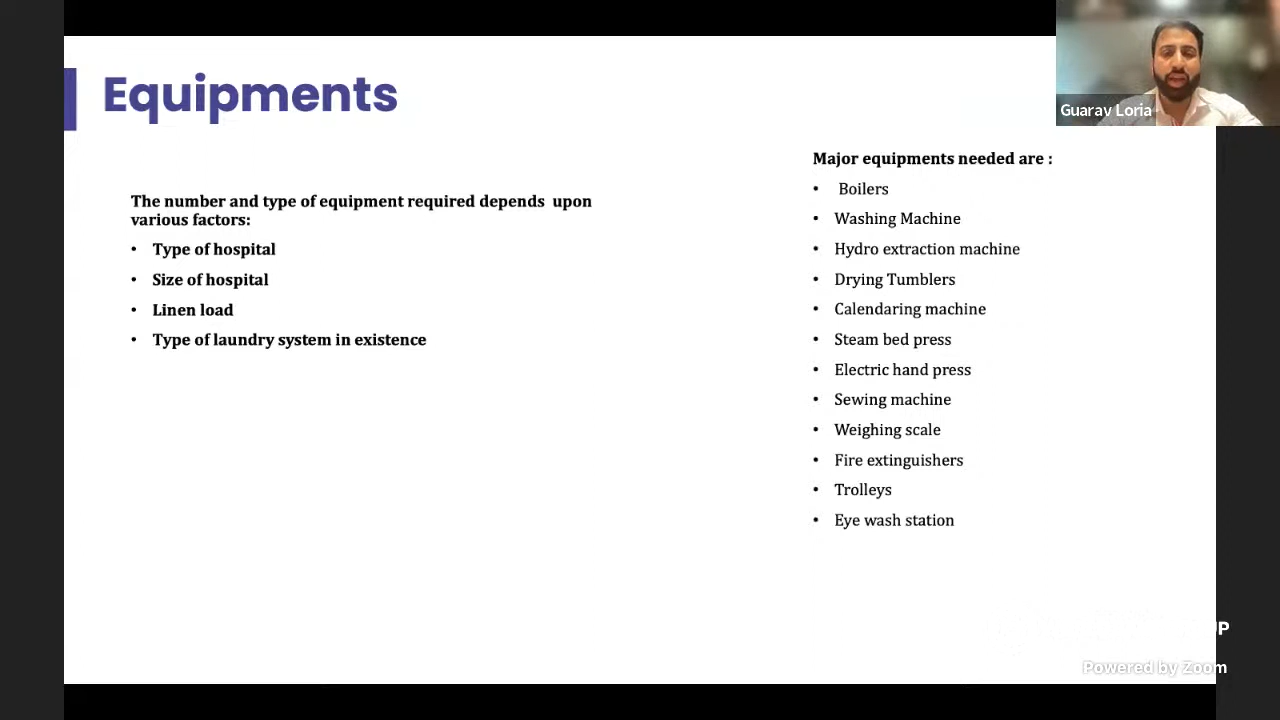 Equipments
Guarav Loria
The number and type of equipment required depends upon
various factors:
• Type of hospital
• Size of hospital
• Linen load
• Type of laundry system in existence
Major equipments needed are :
• Boilers
• Washing Machine
• Hydro extraction machine
• Drying Tumblers
• Calendaring machine
• Steam bed press
• Electric hand press
• Sewing machine
• Weighing scale
• Fire extinguishers
• Trolleys
• Eye wash station
Powered by Zoom